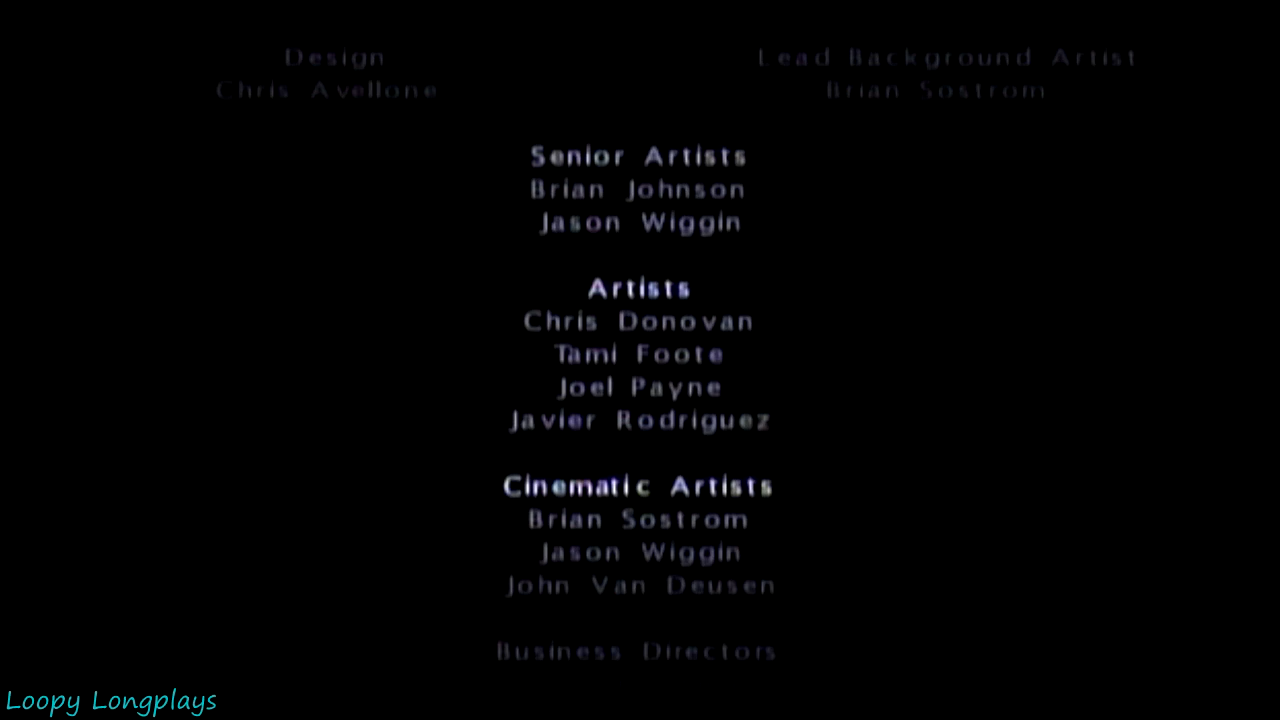 Design
Chris Avellone
Lead Background Artist
Brian Sostrom
Senior Artists
Brian Johnson
Jason Wiggin
Artists
Chris Donovan
Tami Foote
Joel Payne
Javier Rodriguez
Cinematic Artists
Brian Sostrom
Jason Wiggin
John Van Deusen
Business Directors
Loopy Longplays